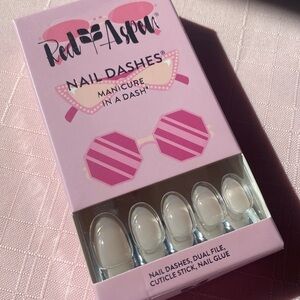 Red Aspen
NAIL DASHES®
MANICURE
IN A DASH®
NAIL DASHES, DUAL FILE,
CUTICLE STICK, NAIL GLUE